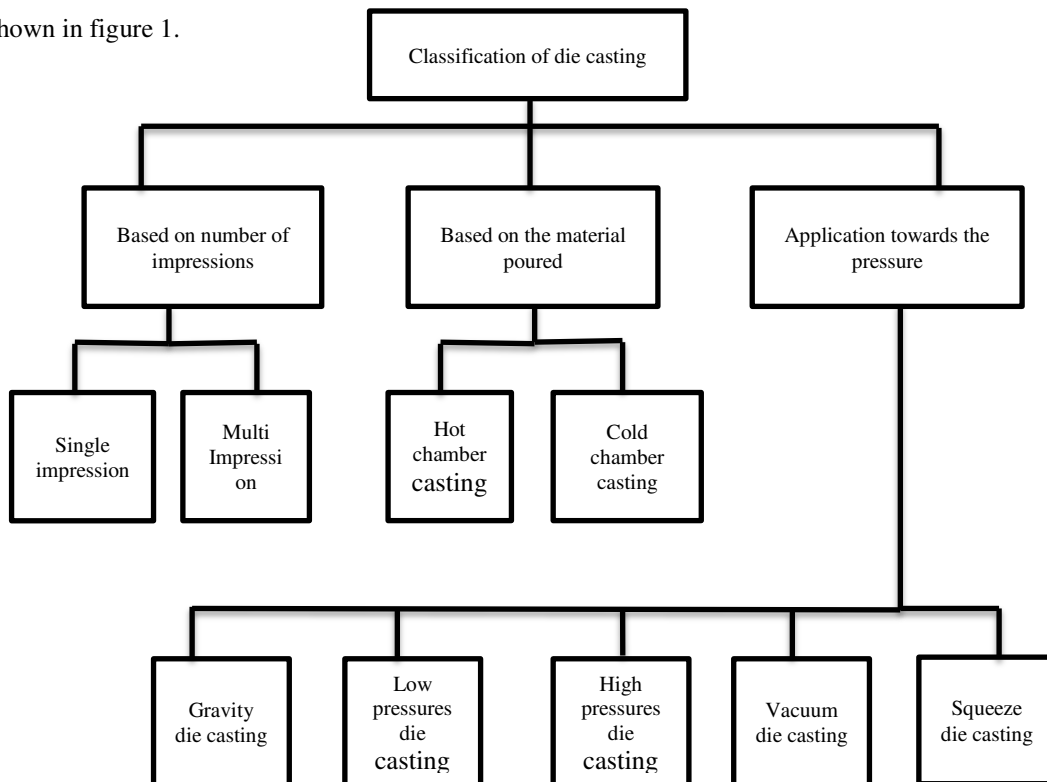 hown in figure 1.
Classification of die casting
Based on number of
impressions
Based on the material
poured
Application towards the
pressure
Single
impression
Multi
Impressi
on
Hot
chamber
casting
Cold
chamber
casting
Gravity
die casting
Low
pressures
die
casting
High
pressures
die
casting
Vacuum
die casting
Squeeze
die casting